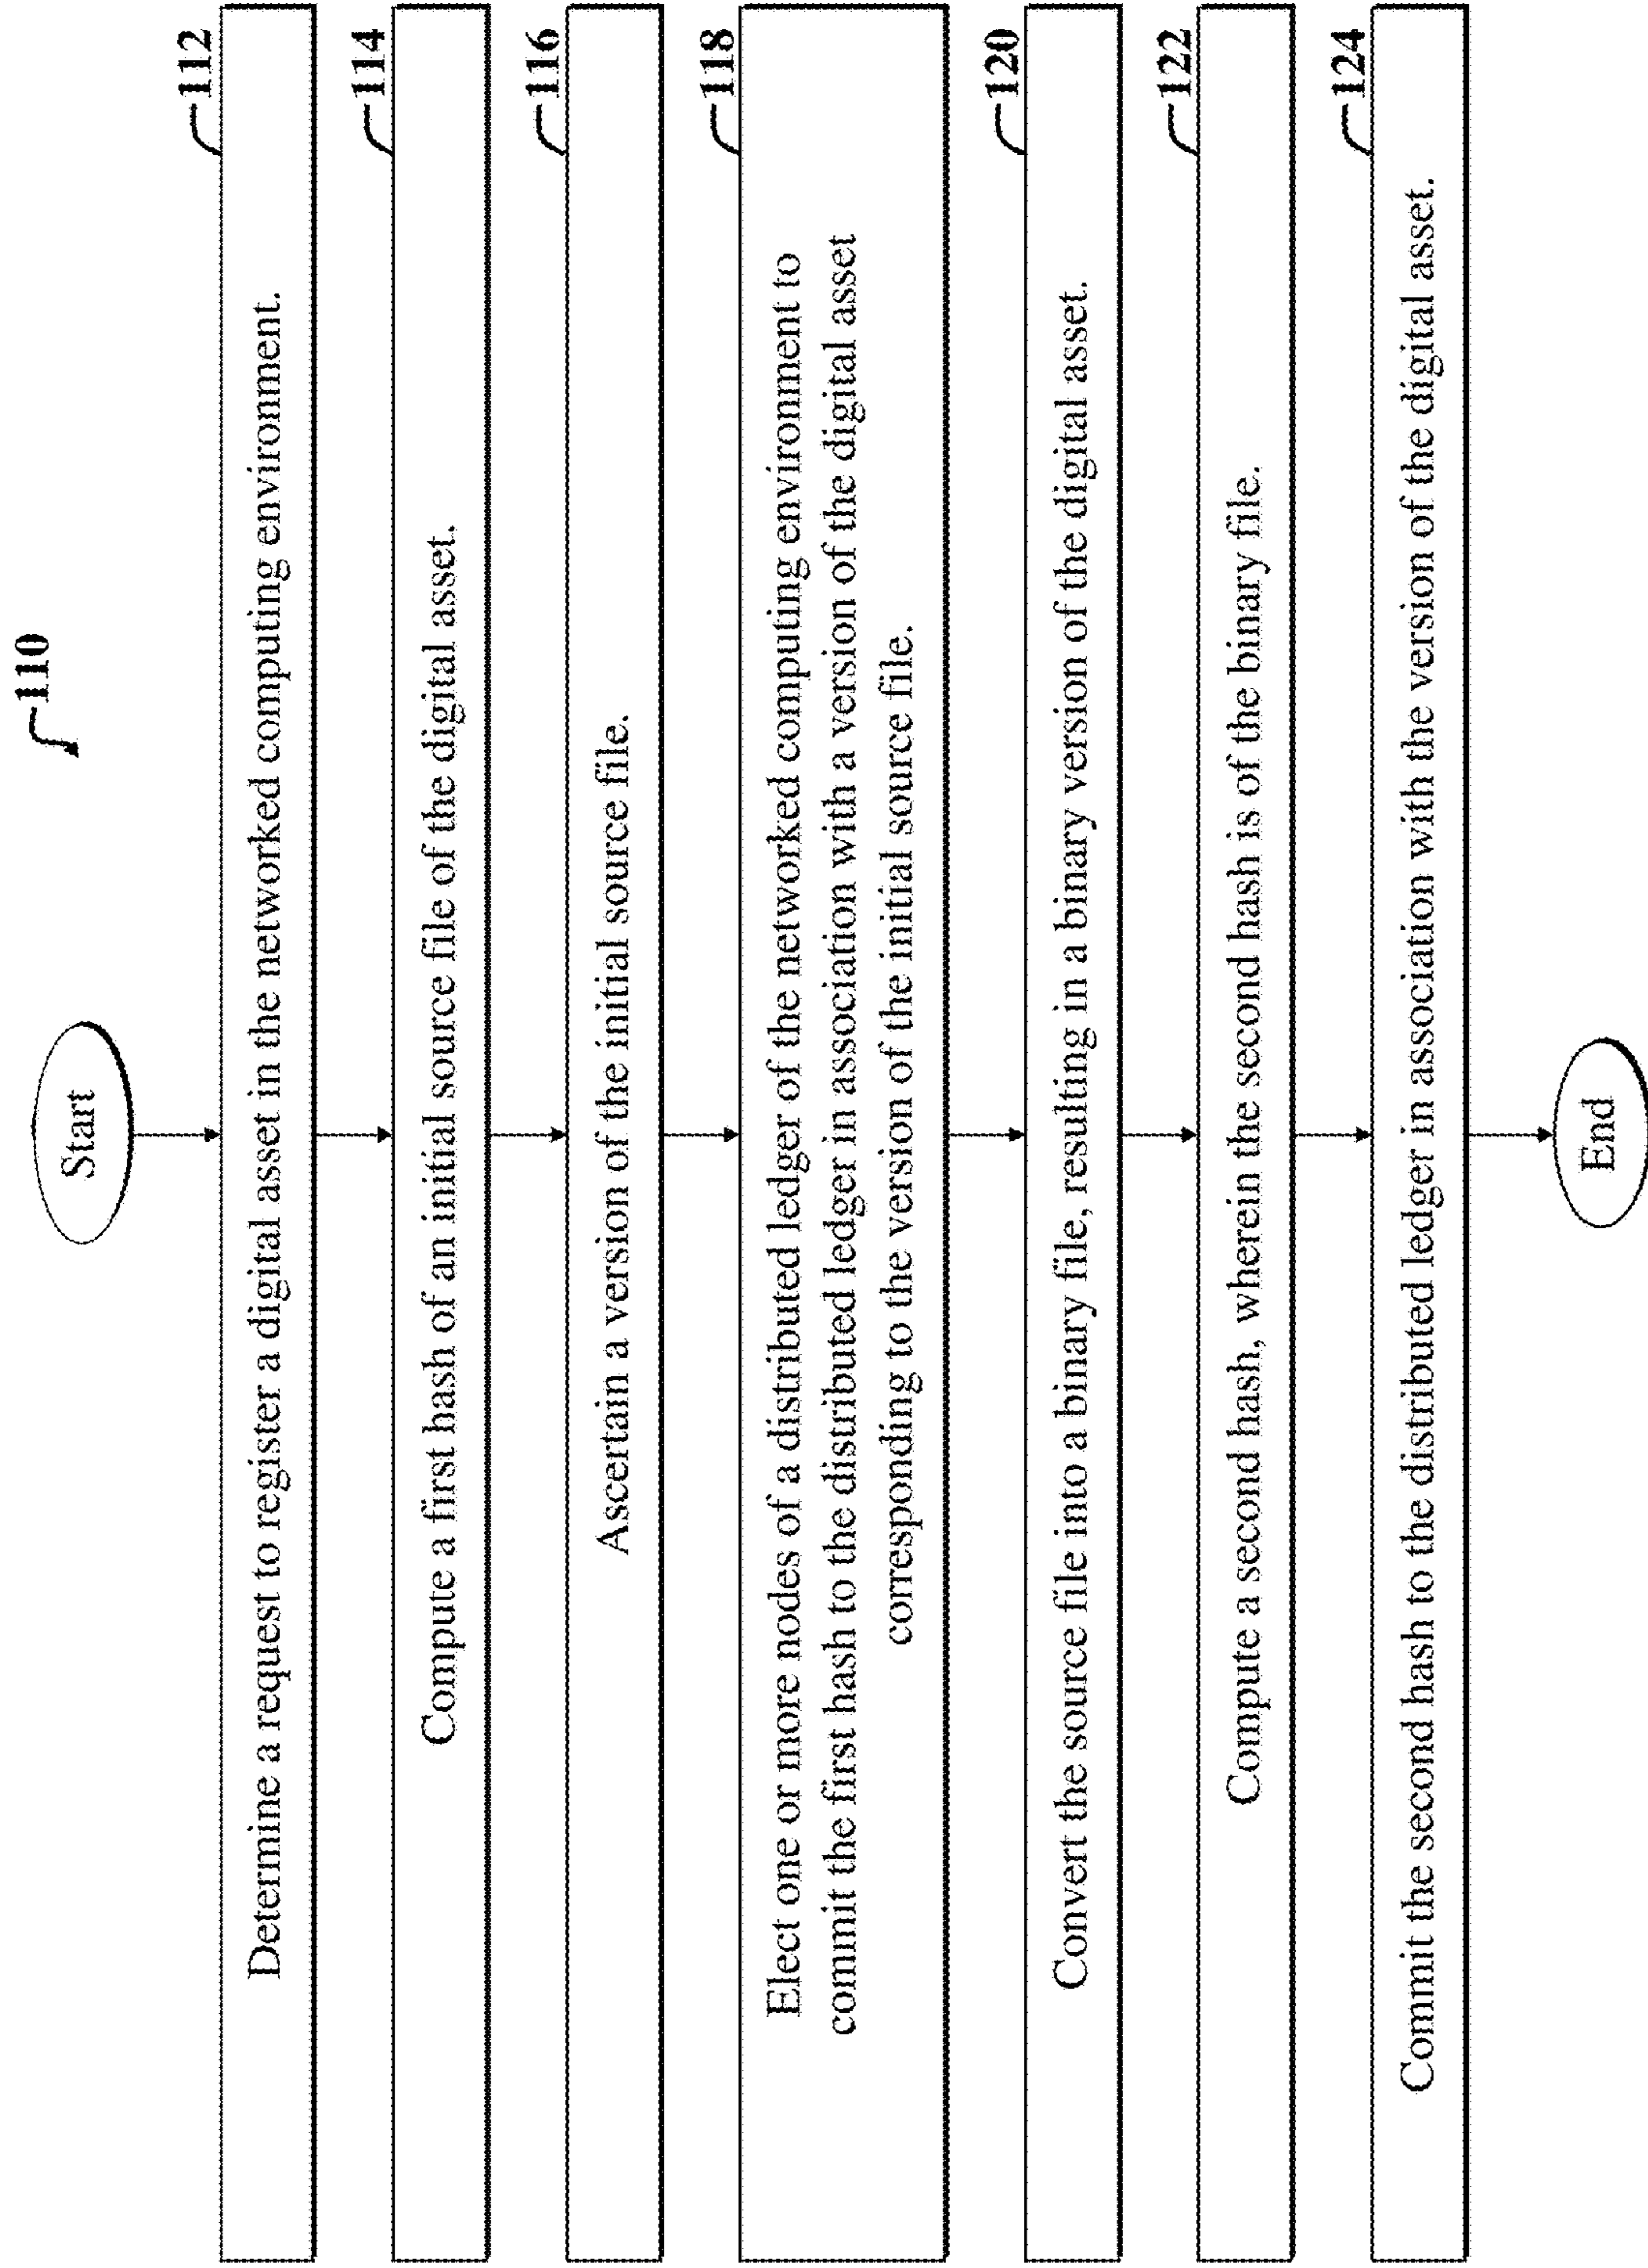 110
Start
112
Determine a request to register a digital asset in the networked computing environment.
114
Compute a first hash of an initial source file of the digital asset.
116
Ascertain a version of the initial source file.
118
Elect one or more nodes of a distributed ledger of the networked computing environment to
commit the first hash to the distributed ledger in association with a version of the digital asset
corresponding to the version of the initial source file.
120
Convert the source file into a binary file, resulting in a binary version of the digital asset.
122
Compute a second hash, wherein the second hash is of the binary file.
124
Commit the second hash to the distributed ledger in association with the version of the digital asset.
End